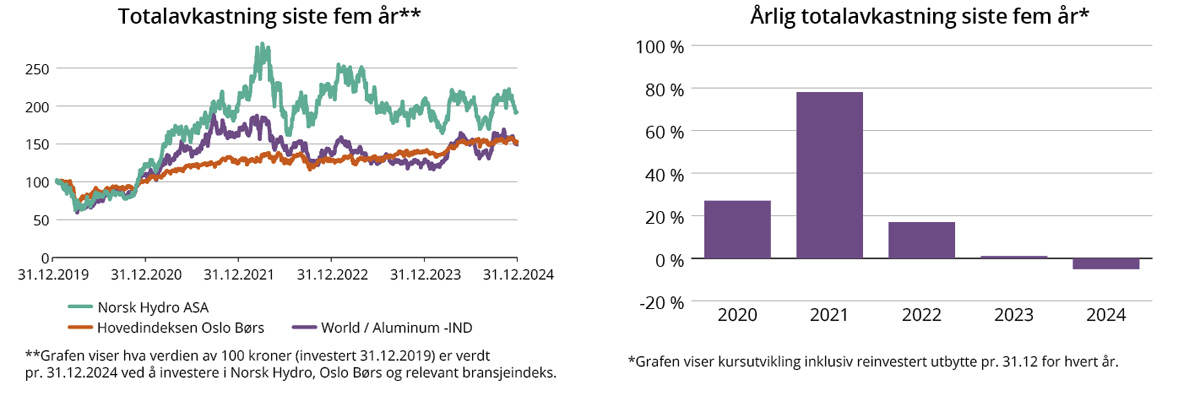 Totalavkastning siste fem år**
250
200
150
100
50
0
31.12.2019 31.12.2020 31.12.2021 31.12.2022 31.12.2023 31.12.2024
Norsk Hydro ASA
Hovedindeksen Oslo Børs World / Aluminum -IND
**Grafen viser hva verdien av 100 kroner (investert 31.12.2019) er verdt
pr. 31.12.2024 ved å investere i Norsk Hydro, Oslo Børs og relevant bransjeindeks.
Årlig totalavkastning siste fem år*
100 %
80 %
60 %
40 %
20 %
0 %
-20 %
2020 2021 2022 2023 2024
*Grafen viser kursutvikling inklusiv reinvestert utbytte pr. 31.12 for hvert år.